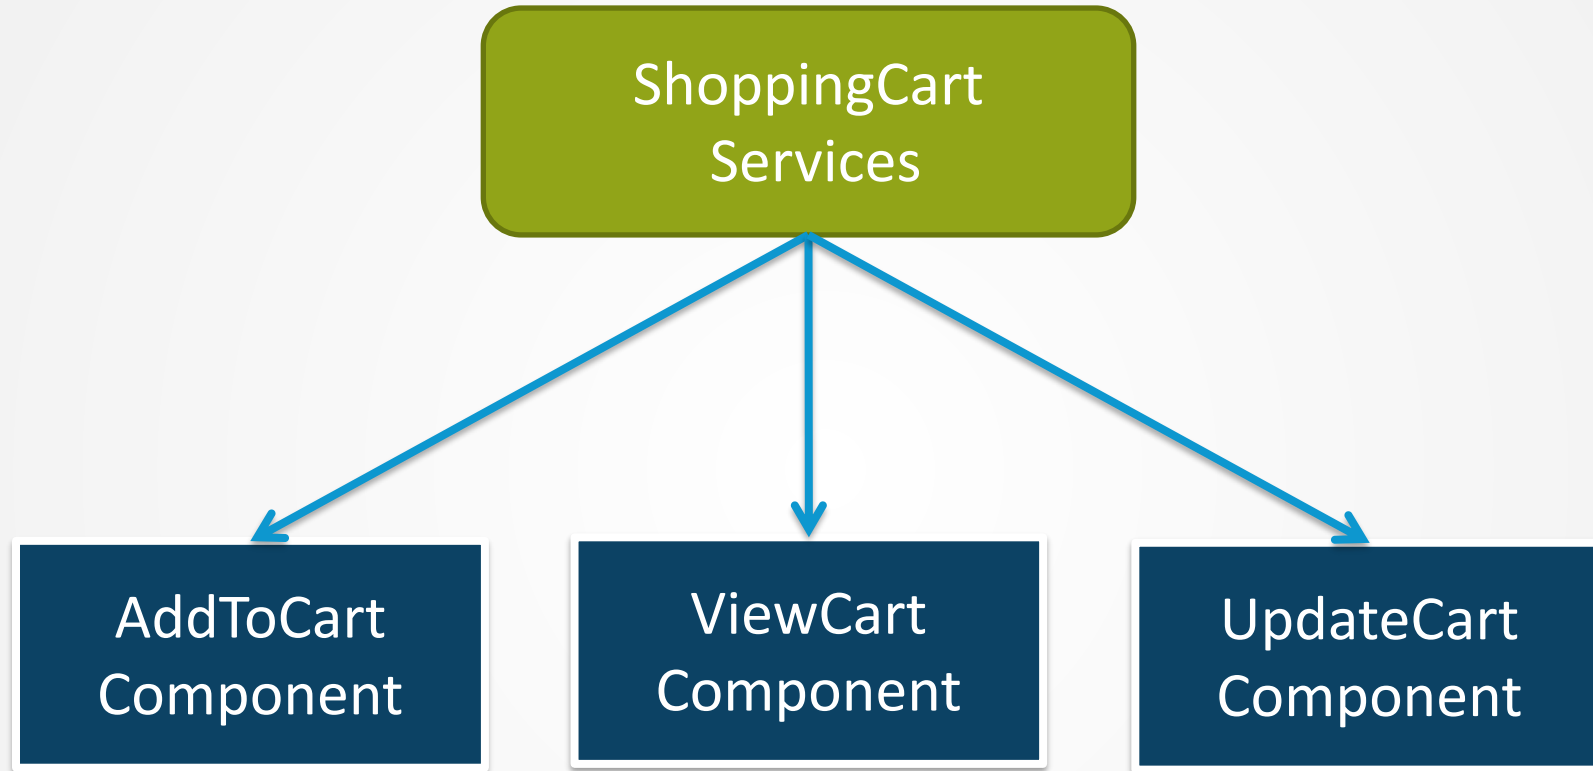 ShoppingCart
Services
AddToCart
Component
ViewCart
Component
UpdateCart
Component